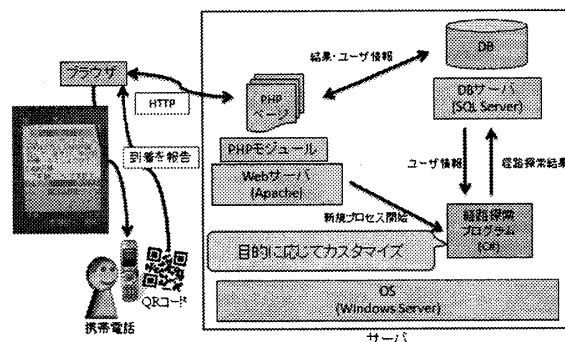 ブラウザ
HTTP
到着を報告
QRコード
携帯電話
PHP
ページ
PHPモジュール
Webサーバ
(Apache)
結果・ユーザ情報
DB
DBサーバ
(SQL Server)
ユーザ情報
経路探索結果
新規プロセス開始
経路探索
プログラム
(C#)
目的に応じてカスタマイズ
OS
(Windows Server)
サーバ